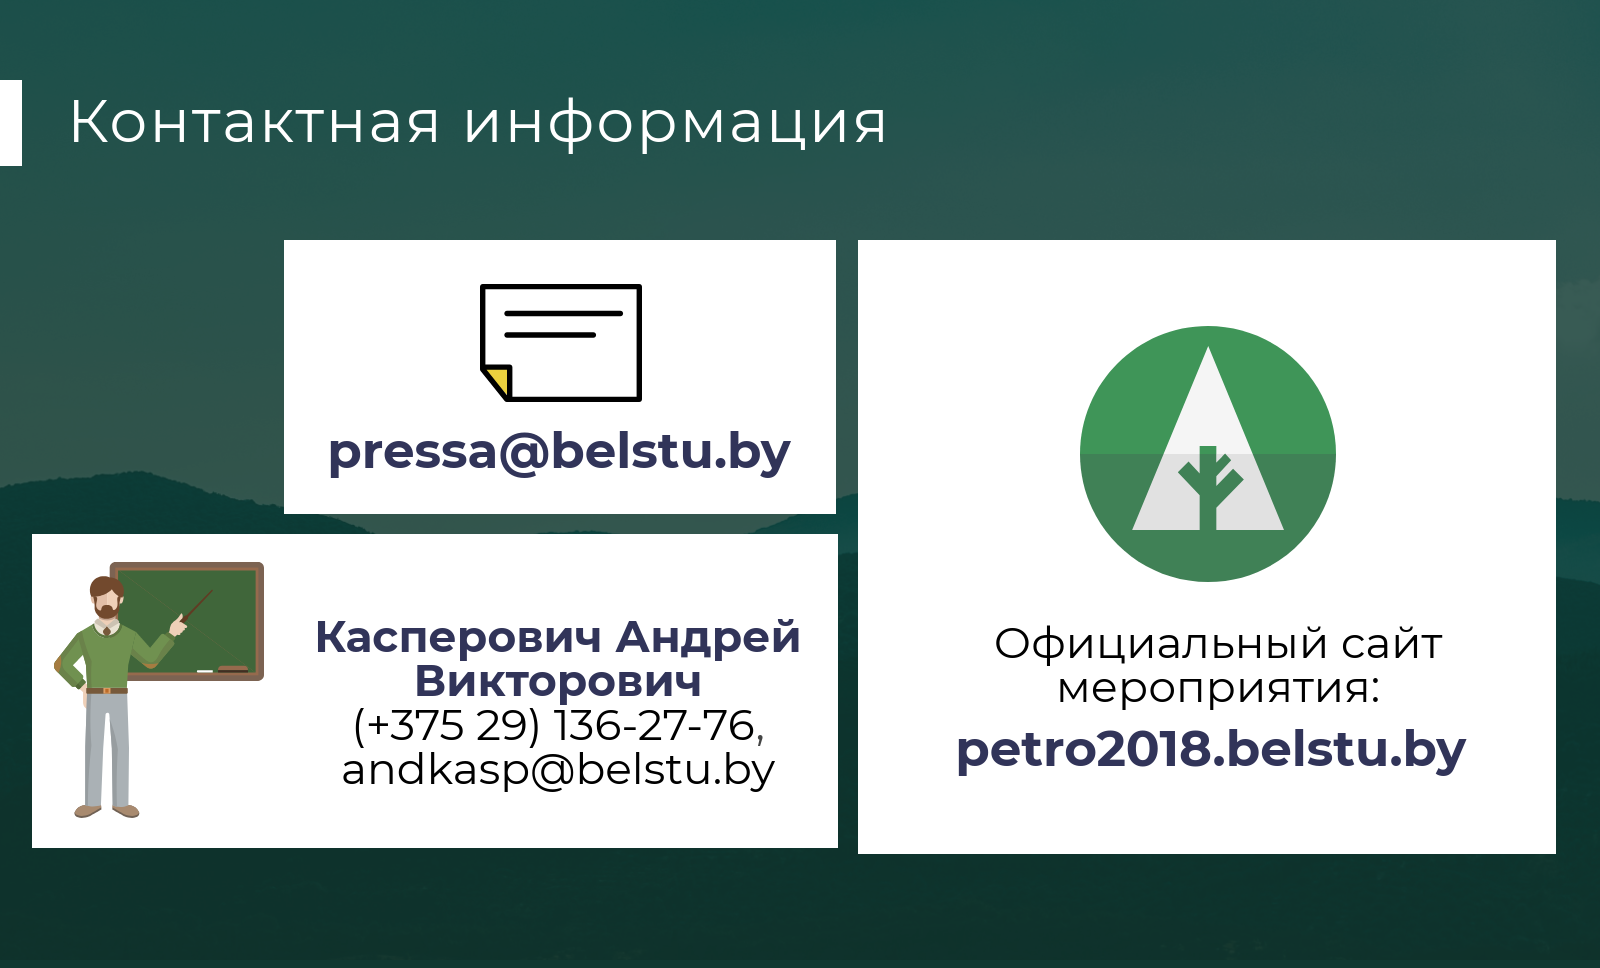 Контактная информация
pressa@belstu.by
Касперович Андрей
Викторович
(+375 29) 136-27-76,
andkasp@belstu.by
Официальный сайт
мероприятия:
petro2018.belstu.by